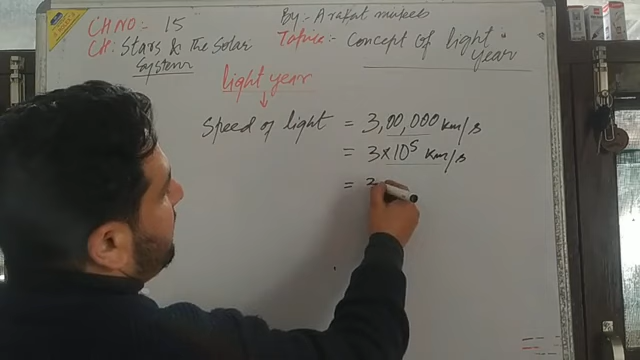 CH NO:- 15
By:- Arafat
CH: Stars & The Solar System
Topic:- Concept Of light year
light year
Speed of light = 3,00,000 km/s
= 3×10⁵ km/s
= 3